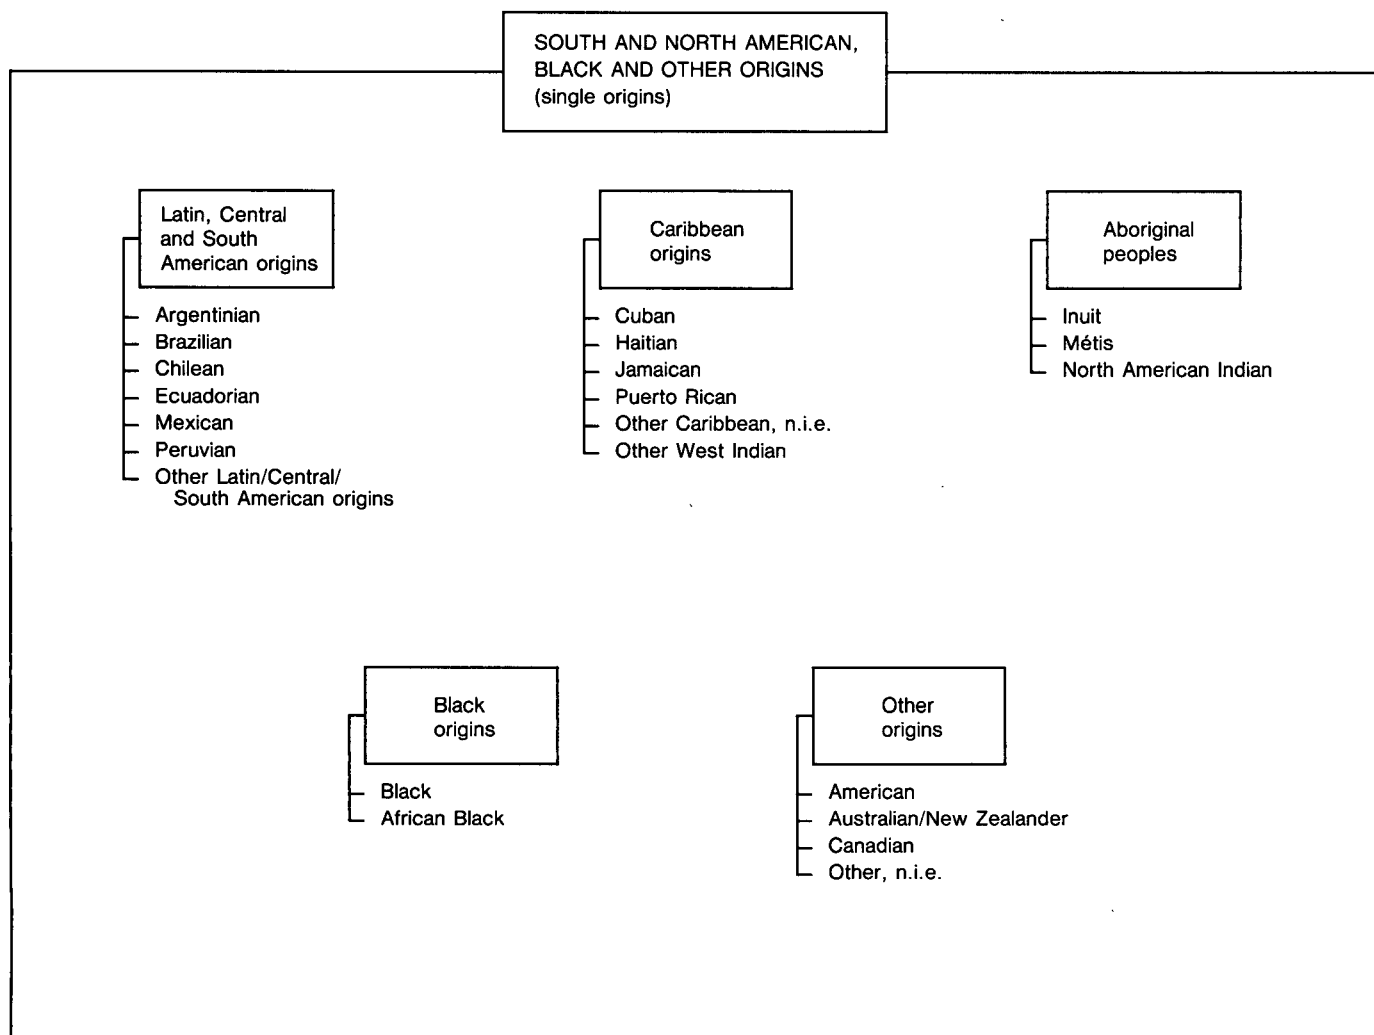 SOUTH AND NORTH AMERICAN,
BLACK AND OTHER ORIGINS
(single origins)
Latin, Central
and South
American origins
Argentinian
Brazilian
Chilean
Ecuadorian
Mexican
Peruvian
Other Latin/Central/
South American origins
Caribbean
origins
Cuban
Haitian
Jamaican
Puerto Rican
Other Caribbean, n.i.e.
Other West Indian
Aboriginal
peoples
Inuit
Métis
North American Indian
Black
origins
Black
African Black
Other
origins
American
Australian/New Zealander
Canadian
Other, n.i.e.